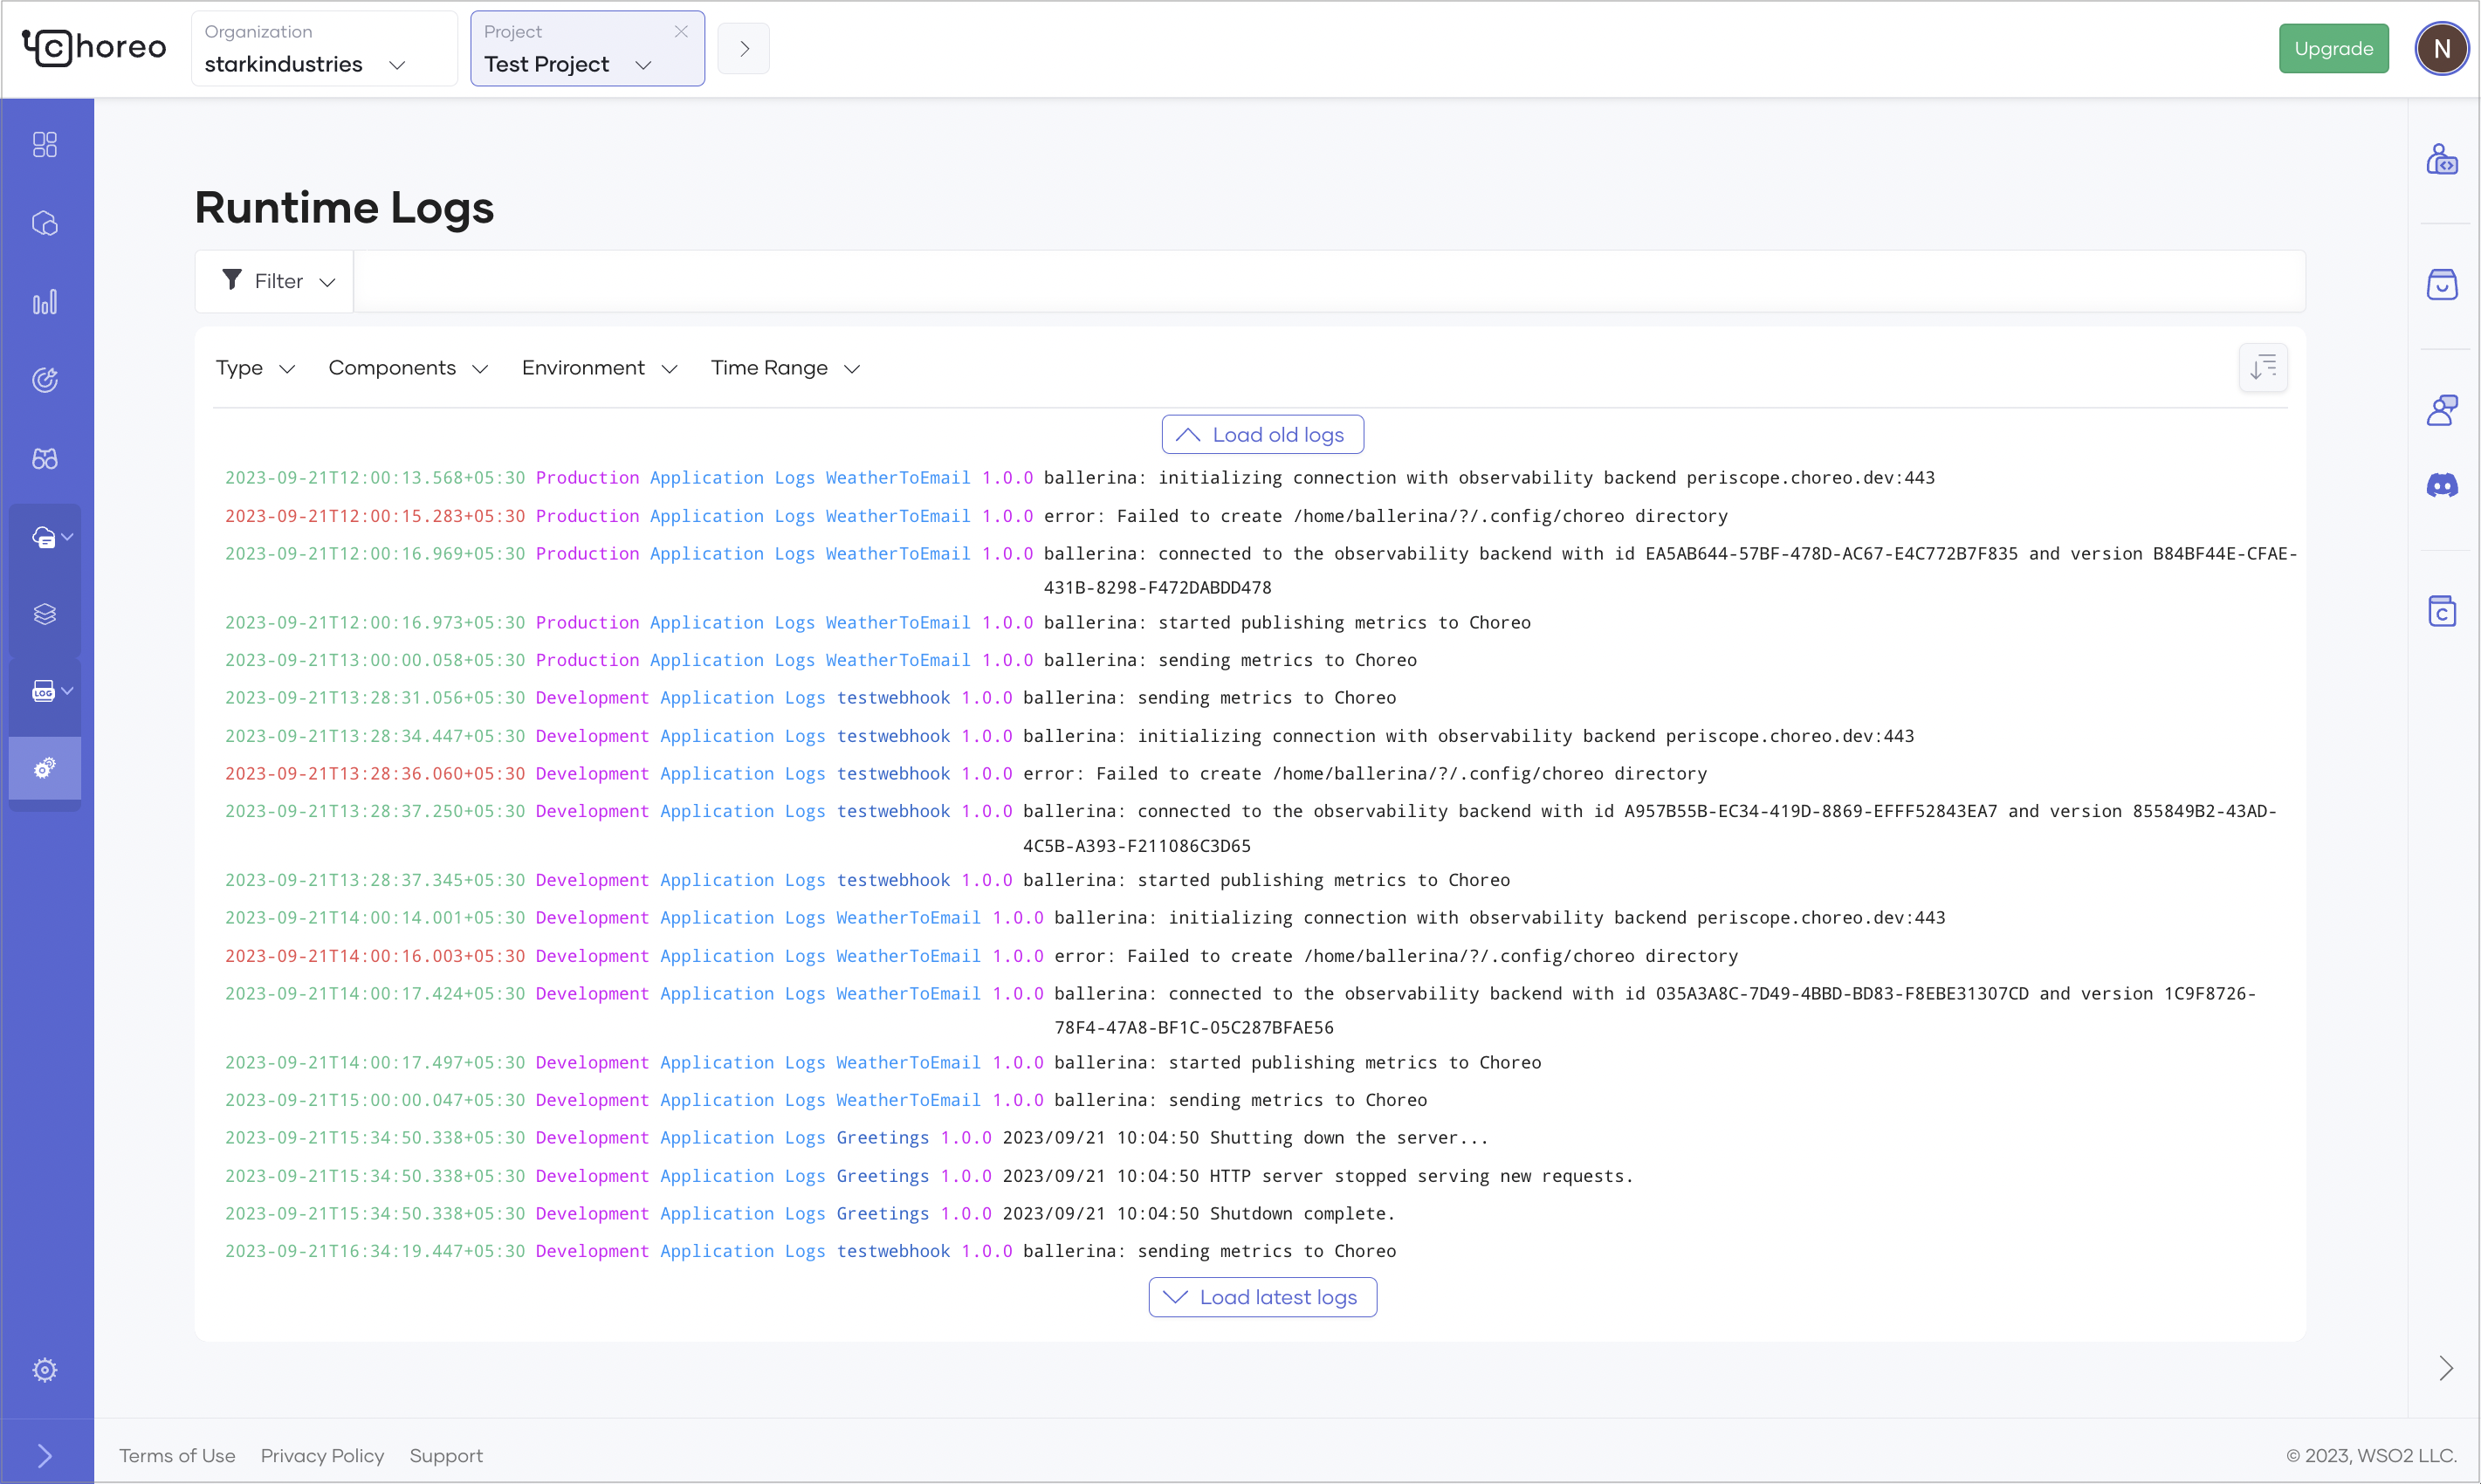 choreo
Organization
starkindustries
Project
Test Project
Upgrade
N
Runtime Logs
Filter
Type Components Environment Time Range
Load old logs
2023-09-21T12:00:13.568+05:30 Production Application Logs WeatherToEmail 1.0.0 ballerina: initializing connection with observability backend periscope.choreo.dev:443
2023-09-21T12:00:15.283+05:30 Production Application Logs WeatherToEmail 1.0.0 error: Failed to create /home/ballerina/?/.config/choreo directory
2023-09-21T12:00:16.969+05:30 Production Application Logs WeatherToEmail 1.0.0 ballerina: connected to the observability backend with id EA5AB644-57BF-478D-AC67-E4C772B7F835 and version B84BF44E-CFAE-
431B-8298-F472DABDD478
2023-09-21T12:00:16.973+05:30 Production Application Logs WeatherToEmail 1.0.0 ballerina: started publishing metrics to Choreo
2023-09-21T13:00:00.058+05:30 Production Application Logs WeatherToEmail 1.0.0 ballerina: sending metrics to Choreo
2023-09-21T13:28:31.056+05:30 Development Application Logs testwebhook 1.0.0 ballerina: sending metrics to Choreo
2023-09-21T13:28:34.447+05:30 Development Application Logs testwebhook 1.0.0 ballerina: initializing connection with observability backend periscope.choreo.dev:443
2023-09-21T13:28:36.060+05:30 Development Application Logs testwebhook 1.0.0 error: Failed to create /home/ballerina/?/.config/choreo directory
2023-09-21T13:28:37.250+05:30 Development Application Logs testwebhook 1.0.0 ballerina: connected to the observability backend with id A957B55B-EC34-419D-8869-EFFF52843EA7 and version 855849B2-43AD-
4C5B-A393-F211086C3D65
2023-09-21T13:28:37.345+05:30 Development Application Logs testwebhook 1.0.0 ballerina: started publishing metrics to Choreo
2023-09-21T14:00:14.001+05:30 Development Application Logs WeatherToEmail 1.0.0 ballerina: initializing connection with observability backend periscope.choreo.dev:443
2023-09-21T14:00:16.003+05:30 Development Application Logs WeatherToEmail 1.0.0 error: Failed to create /home/ballerina/?/.config/choreo directory
2023-09-21T14:00:17.424+05:30 Development Application Logs WeatherToEmail 1.0.0 ballerina: connected to the observability backend with id 035A3A8C-7D49-4BBD-BD83-F8EBE31307CD and version 1C9F8726-
78F4-47A8-BF1C-05C287BFAE56
2023-09-21T14:00:17.497+05:30 Development Application Logs WeatherToEmail 1.0.0 ballerina: started publishing metrics to Choreo
2023-09-21T15:00:00.047+05:30 Development Application Logs WeatherToEmail 1.0.0 ballerina: sending metrics to Choreo
2023-09-21T15:34:50.338+05:30 Development Application Logs Greetings 1.0.0 2023/09/21 10:04:50 Shutting down the server...
2023-09-21T15:34:50.338+05:30 Development Application Logs Greetings 1.0.0 2023/09/21 10:04:50 HTTP server stopped serving new requests.
2023-09-21T15:34:50.338+05:30 Development Application Logs Greetings 1.0.0 2023/09/21 10:04:50 Shutdown complete.
2023-09-21T16:34:19.447+05:30 Development Application Logs testwebhook 1.0.0 ballerina: sending metrics to Choreo
Load latest logs
LOG
C
Terms of Use Privacy Policy Support
© 2023, WSO2 LLC.